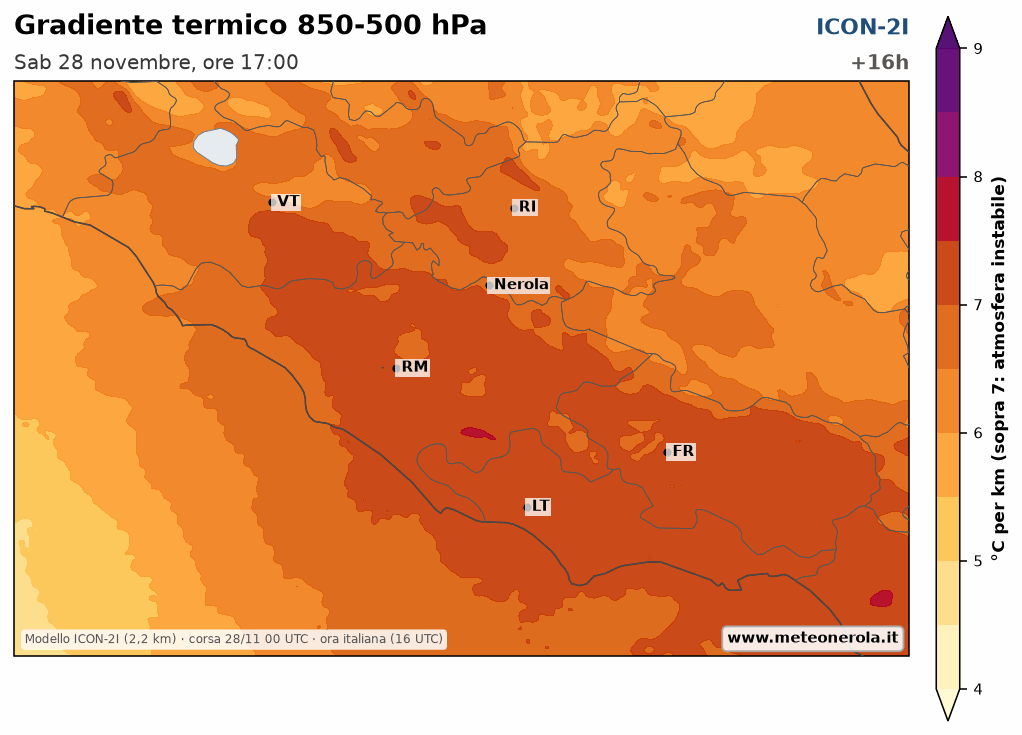 Gradiente termico 850-500 hPa
ICON-2I
Sab 28 novembre, ore 17:00
+16h
9
8
7
6
5
4
°C per km (sopra 7: atmosfera instabile)
VT
RI
Nerola
RM
FR
LT
Modello ICON-2I (2,2 km) · corsa 28/11 00 UTC · ora italiana (16 UTC)
www.meteonerola.it